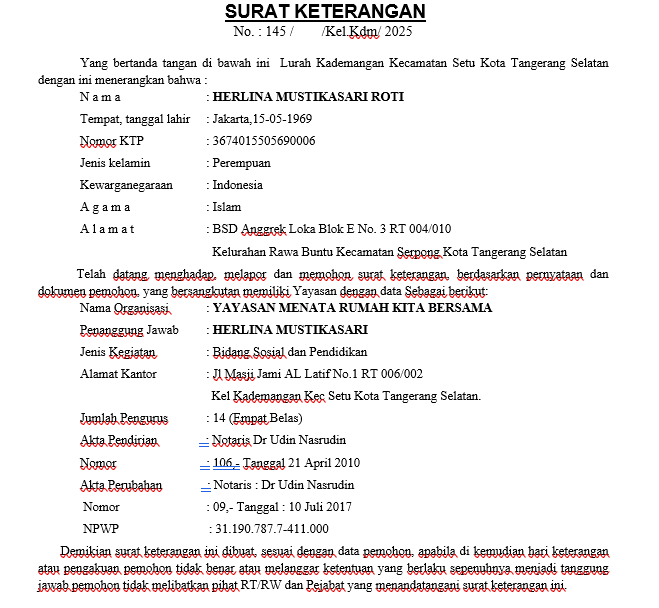 SURAT KETERANGAN
No. : 145 / /Kel.Kdm/ 2025
Yang bertanda tangan di bawah ini Lurah Kademangan Kecamatan Setu Kota Tangerang Selatan
dengan ini menerangkan bahwa :
N a m a : HERLINA MUSTIKASARI ROTI
Tempat, tanggal lahir : Jakarta,15-05-1969
Nomor KTP : 3674015505690006
Jenis kelamin : Perempuan
Kewarganegaraan : Indonesia
A g a m a : Islam
A l a m a t : BSD Anggrek Loka Blok E No. 3 RT 004/010
Kelurahan Rawa Buntu Kecamatan Serpong Kota Tangerang Selatan
Telah datang menghadap, melapor dan memohon surat keterangan, berdasarkan pernyataan dan
dokumen pemohon, yang bersangkutan memiliki Yayasan dengan data Sebagai berikut:
Nama Organisasi : YAYASAN MENATA RUMAH KITA BERSAMA
Penanggung Jawab : HERLINA MUSTIKASARI
Jenis Kegiatan : Bidang Sosial dan Pendidikan
Alamat Kantor : Jl Masji Jami AL Latif No.1 RT 006/002
Kel Kademangan Kec Setu Kota Tangerang Selatan.
Jumlah Pengurus : 14 (Empat Belas)
Akta Pendirian : Notaris Dr Udin Nasrudin
Nomor : 106,- Tanggal 21 April 2010
Akta Perubahan : Notaris : Dr Udin Nasrudin
Nomor : 09,- Tanggal : 10 Juli 2017
NPWP : 31.190.787.7-411.000
Demikian surat keterangan ini dibuat, sesuai dengan data pemohon, apabila di kemudian hari keterangan
atau pengakuan pemohon tidak benar atau melanggar ketentuan yang berlaku sepenuhnya menjadi tanggung
jawab pemohon tidak melibatkan pihat RT/RW dan Pejabat yang menandatangani surat keterangan ini.